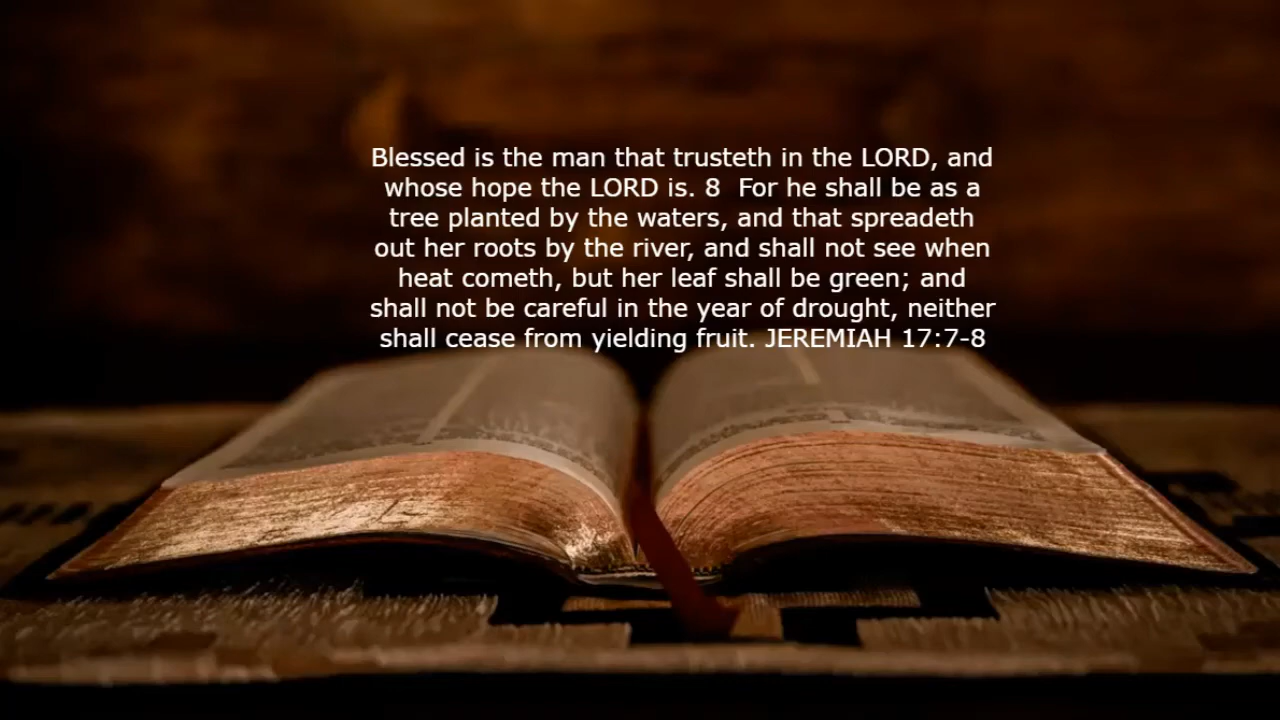 Blessed is the man that trusteth in the LORD, and
whose hope the LORD is. 8  For he shall be as a
tree planted by the waters, and that spreadeth
out her roots by the river, and shall not see when
heat cometh, but her leaf shall be green; and
shall not be careful in the year of drought, neither
shall cease from yielding fruit. JEREMIAH 17:7-8